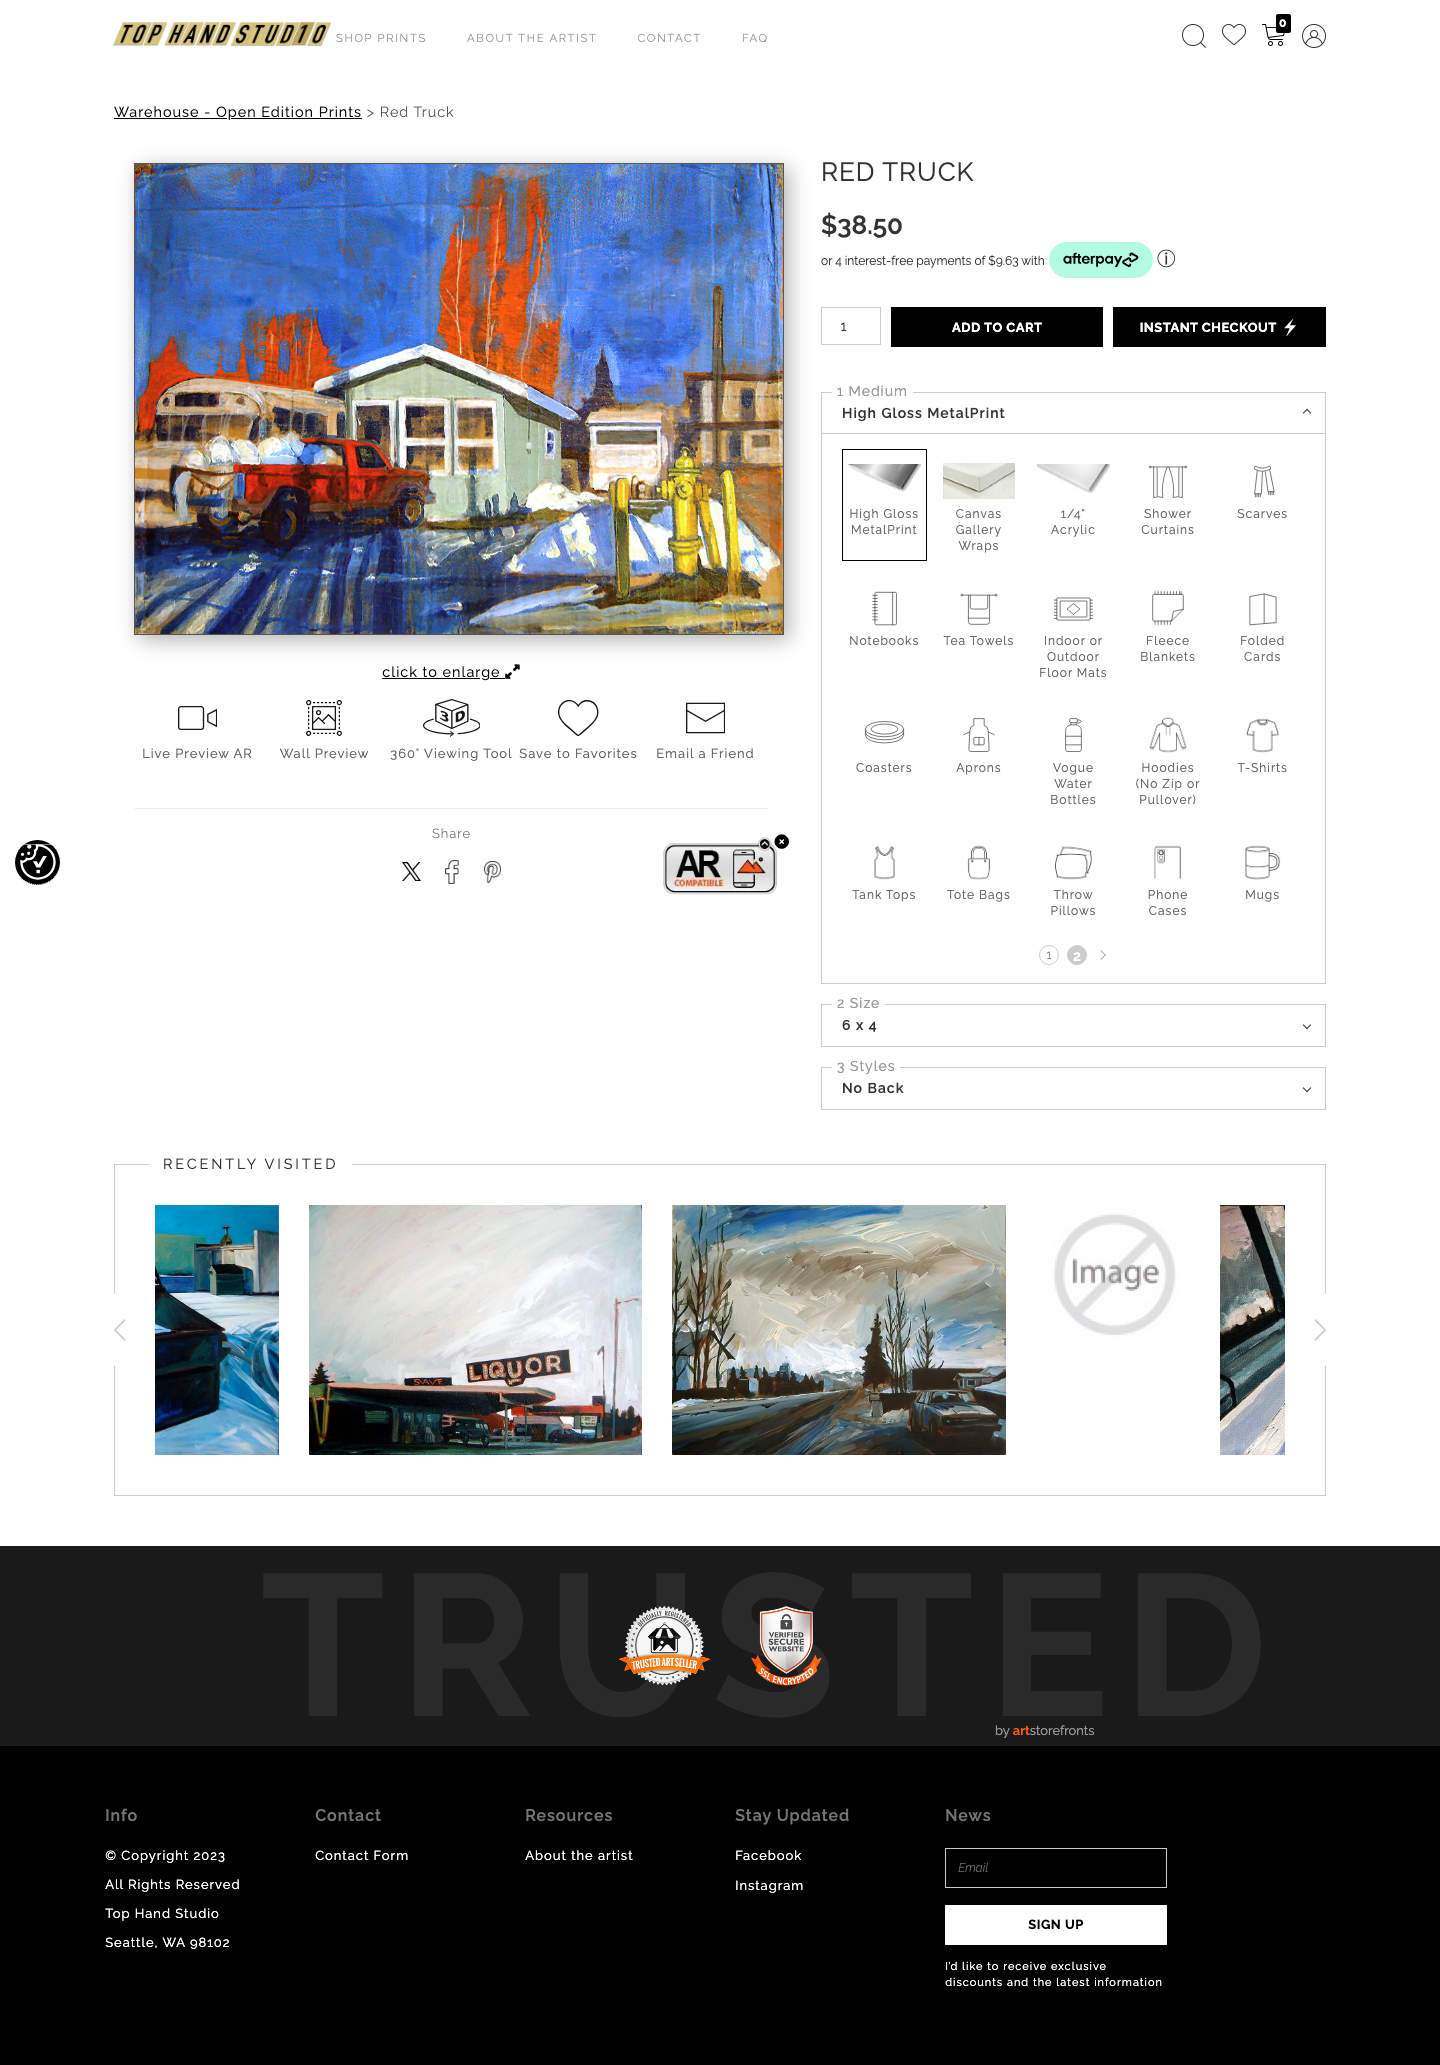 TOP HAND STUD1O
SHOP PRINTS
ABOUT THE ARTIST
CONTACT
FAQ
0
Warehouse - Open Edition Prints > Red Truck
RED TRUCK
$38.50
or 4 interest-free payments of $9.63 with afterpay
1
ADD TO CART
INSTANT CHECKOUT
1 Medium
High Gloss MetalPrint
High Gloss
MetalPrint
Canvas
Gallery
Wraps
1/4"
Acrylic
Shower
Curtains
Scarves
Notebooks
Tea Towels
Indoor or
Outdoor
Floor Mats
Fleece
Blankets
Folded
Cards
Coasters
Aprons
Vogue
Water
Bottles
Hoodies
(No Zip or
Pullover)
T-Shirts
Tank Tops
Tote Bags
Throw
Pillows
Phone
Cases
Mugs
1
2
2 Size
6 x 4
3 Styles
No Back
click to enlarge
Live Preview AR
Wall Preview
3D
360° Viewing Tool
Save to Favorites
Email a Friend
Share
AR
COMPATIBLE
RECENTLY VISITED
SAVE
LIQUOR
Image
TRUSTED
OFFICIALLY REGISTERED
TRUSTED ART SELLER
VERIFIED
SECURE
WEBSITE
SSL ENCRYPTED
by artstorefronts
Info
© Copyright 2023
All Rights Reserved
Top Hand Studio
Seattle, WA 98102
Contact
Contact Form
Resources
About the artist
Stay Updated
Facebook
Instagram
News
Email
SIGN UP
I'd like to receive exclusive
discounts and the latest information